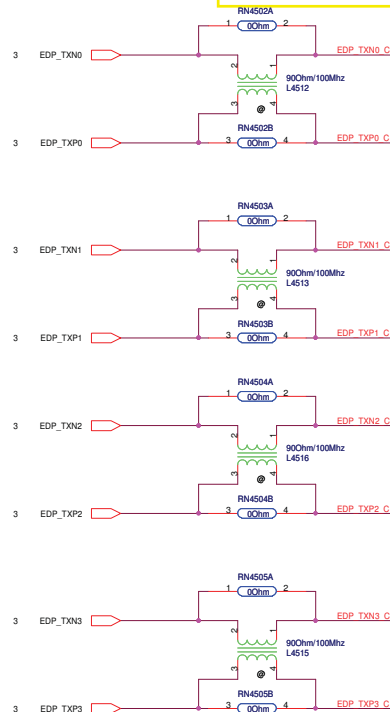 RN4502A
1 0Ohm 2
3 EDP_TXN0 EDP_TXN0_C
2 1
90Ohm/100Mhz
L4512
3 4
@
RN4502B
3 EDP_TXP0 3 0Ohm 4 EDP_TXP0_C
RN4503A
1 0Ohm 2
3 EDP_TXN1 EDP_TXN1_C
2 1
90Ohm/100Mhz
L4513
3 4
@
RN4503B
3 EDP_TXP1 3 0Ohm 4 EDP_TXP1_C
RN4504A
1 0Ohm 2
3 EDP_TXN2 EDP_TXN2_C
2 1
90Ohm/100Mhz
L4516
3 4
@
RN4504B
3 EDP_TXP2 3 0Ohm 4 EDP_TXP2_C
RN4505A
1 0Ohm 2
3 EDP_TXN3 EDP_TXN3_C
2 1
90Ohm/100Mhz
L4515
3 4
@
RN4505B
3 EDP_TXP3 3 0Ohm 4 EDP_TXP3_C